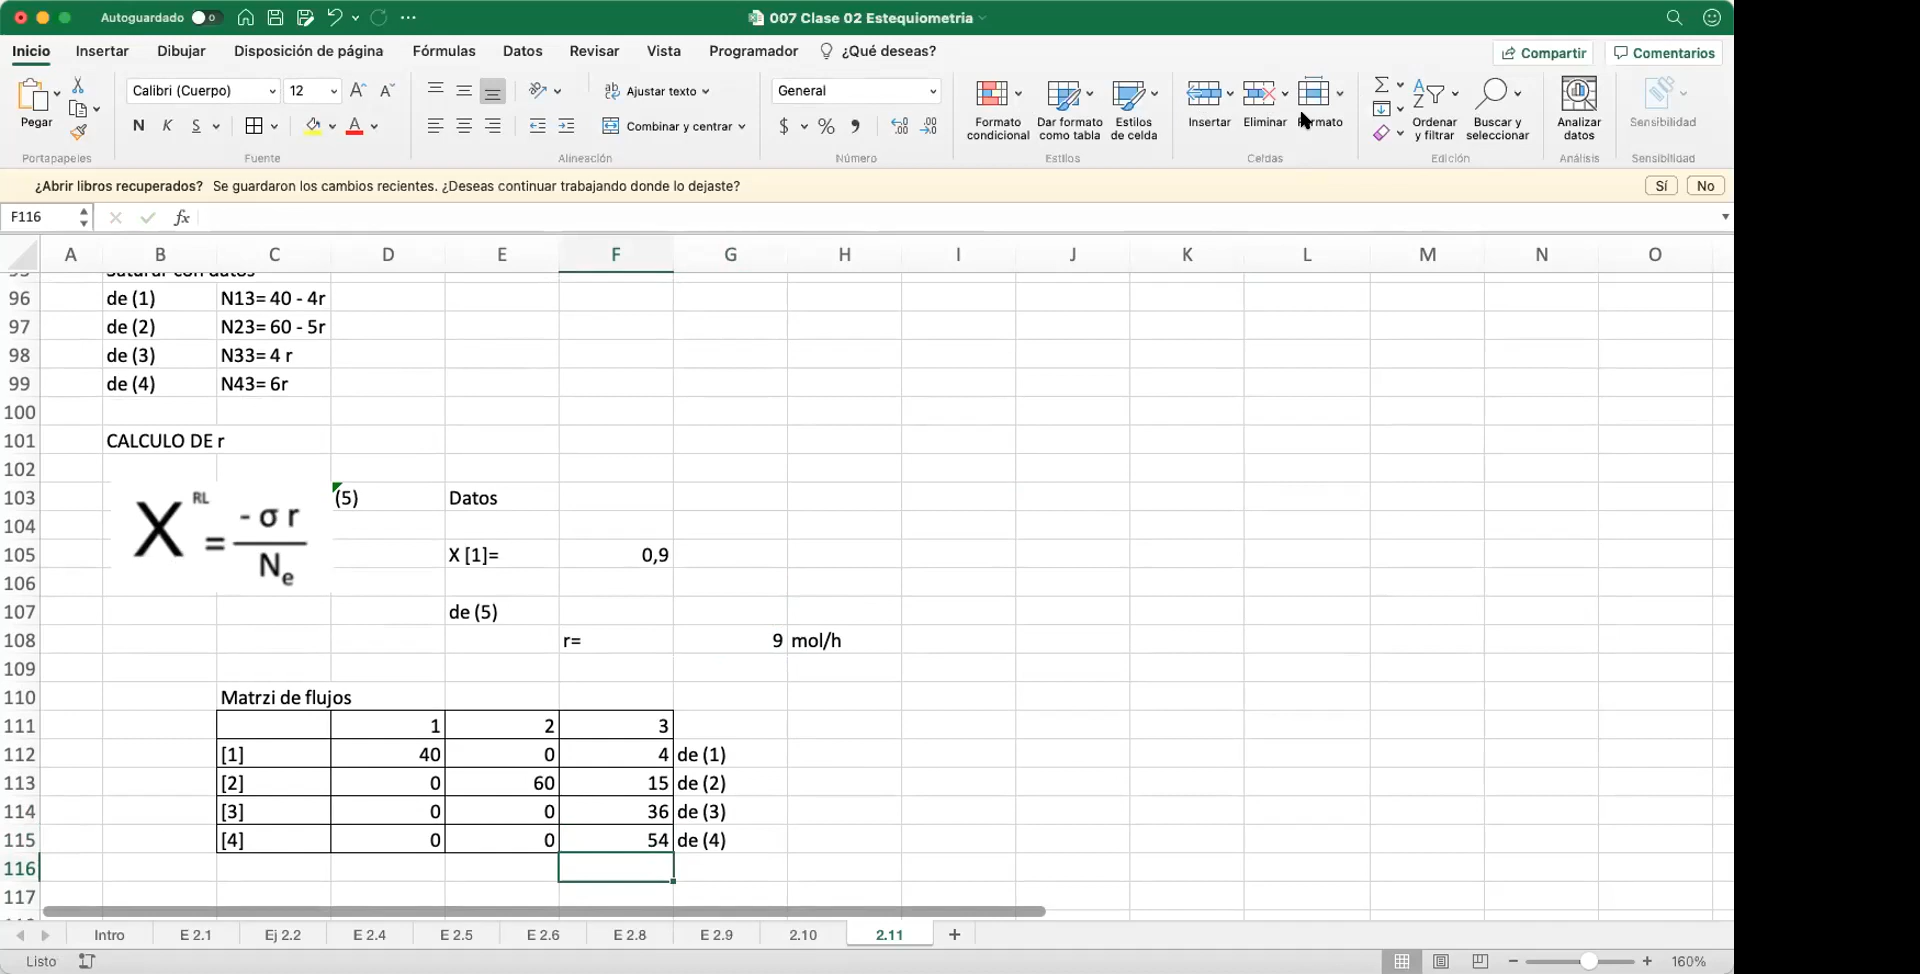 Autoguardado
007 Clase 02 Estequiometria
Inicio Insertar Dibujar Disposición de página Fórmulas Datos Revisar Vista Programador ¿Qué deseas? Compartir Comentarios
Pegar Calibri (Cuerpo) 12 Ajustar texto General
N K S Combinar y centrar $ %
Formato condicional
Dar formato como tabla
Estilos de celda
Insertar Eliminar
Ordenar y filtrar
Buscar y seleccionar
Analizar datos
Sensibilidad
Portapapeles Fuente Alineación Número Estilos Celdas Edición Análisis Sensibilidad
¿Abrir libros recuperados? Se guardaron los cambios recientes. ¿Deseas continuar trabajando donde lo dejaste? Sí No
F116 fx
A B C D E F G H I J K L M N O
96 de (1) N13= 40 - 4r
97 de (2) N23= 60 - 5r
98 de (3) N33= 4 r
99 de (4) N43= 6r
100
101 CALCULO DE r
102
103 (5) Datos
X RL = - σ r / Ne
104
105 X [1]= 0,9
106
107 de (5)
108 r= 9 mol/h
109
110 Matrzi de flujos
111 1 2 3
112 [1] 40 0 4 de (1)
113 [2] 0 60 15 de (2)
114 [3] 0 0 36 de (3)
115 [4] 0 0 54 de (4)
116
117
Intro E 2.1 Ej 2.2 E 2.4 E 2.5 E 2.6 E 2.8 E 2.9 2.10 2.11
Listo 160%